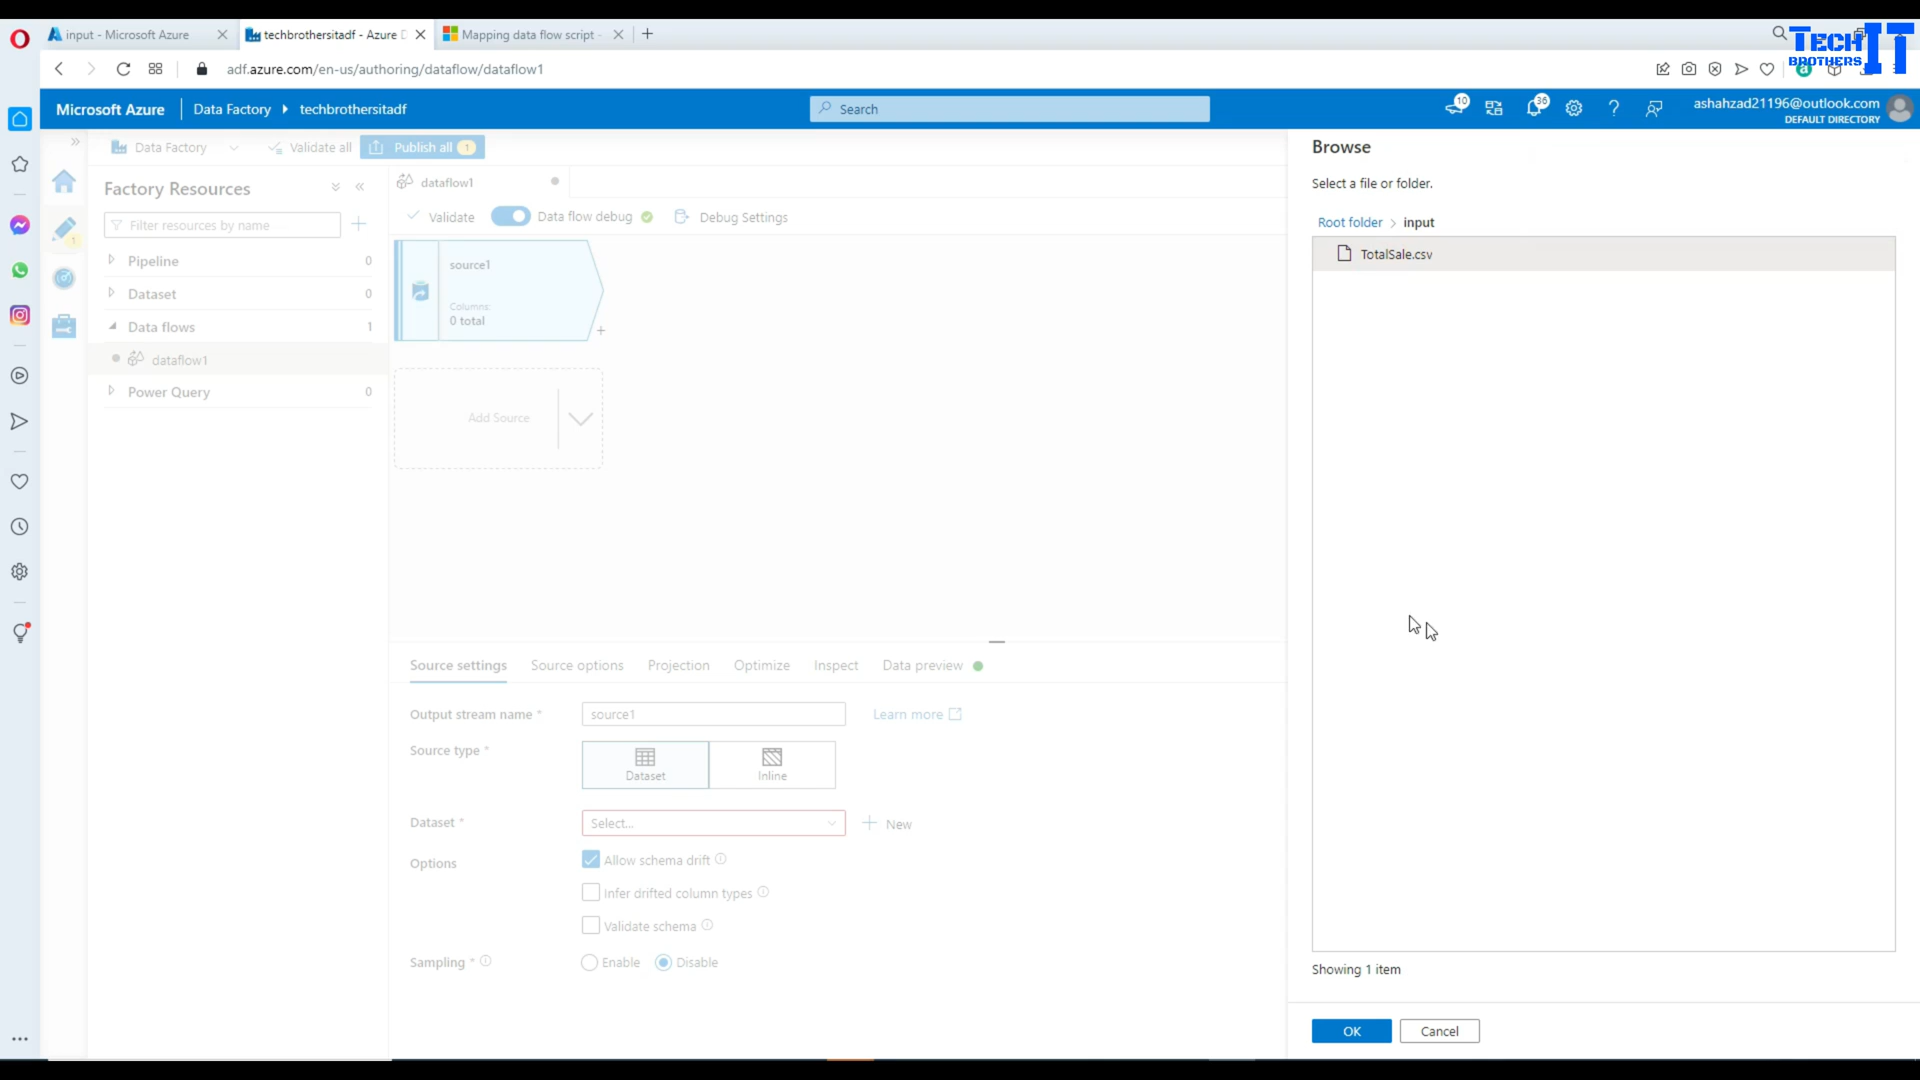 input - Microsoft Azure
techbrothersitadf - Azure D
Mapping data flow script -
TECH IT
BROTHERS
adf.azure.com/en-us/authoring/dataflow/dataflow1
Microsoft Azure
Data Factory
techbrothersitadf
Search
10
36
ashahzad21196@outlook.com
DEFAULT DIRECTORY
Data Factory
Validate all
Publish all
1
Browse
Select a file or folder.
Root folder > input
TotalSale.csv
Factory Resources
Filter resources by name
1
Pipeline 0
Dataset 0
Data flows 1
dataflow1
Power Query 0
dataflow1
Validate
Data flow debug
Debug Settings
source1
Columns:
0 total
Add Source
Source settings
Source options
Projection
Optimize
Inspect
Data preview
Output stream name *
source1
Learn more
Source type *
Dataset
Inline
Dataset *
Select...
New
Options
Allow schema drift
Infer drifted column types
Validate schema
Sampling *
Enable
Disable
Showing 1 item
OK
Cancel